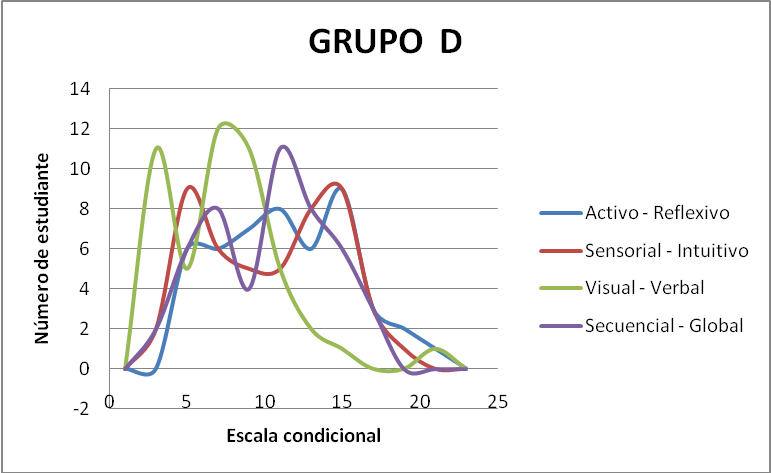 GRUPO D
14
12
10
8
6
4
2
0
-2
0 5 10 15 20 25
Número de estudiante
Escala condicional
Activo - Reflexivo
Sensorial - Intuitivo
Visual - Verbal
Secuencial - Global